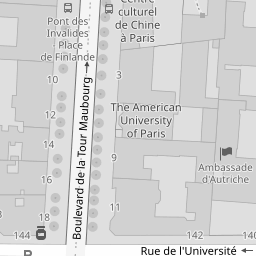 Centre
culturel
de Chine
à Paris
Pont des
Invalides
Place
de Finlande
3
10
The American
University
of Paris
12
Boulevard de la Tour Maubourg
14
9
Ambassade
d'Autriche
16
11
18
144
142
140
Rue de l'Université